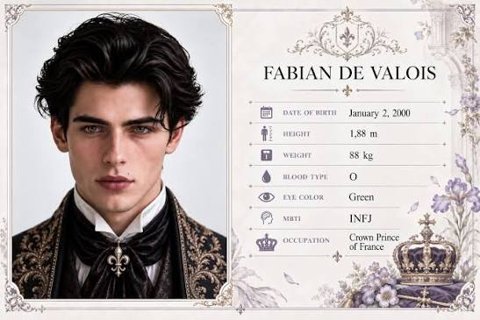 FABIAN DE VALOIS
DATE OF BIRTH January 2, 2000
HEIGHT 1,88 m
WEIGHT 88 kg
BLOOD TYPE O
EYE COLOR Green
MBTI INFJ
OCCUPATION Crown Prince
of France